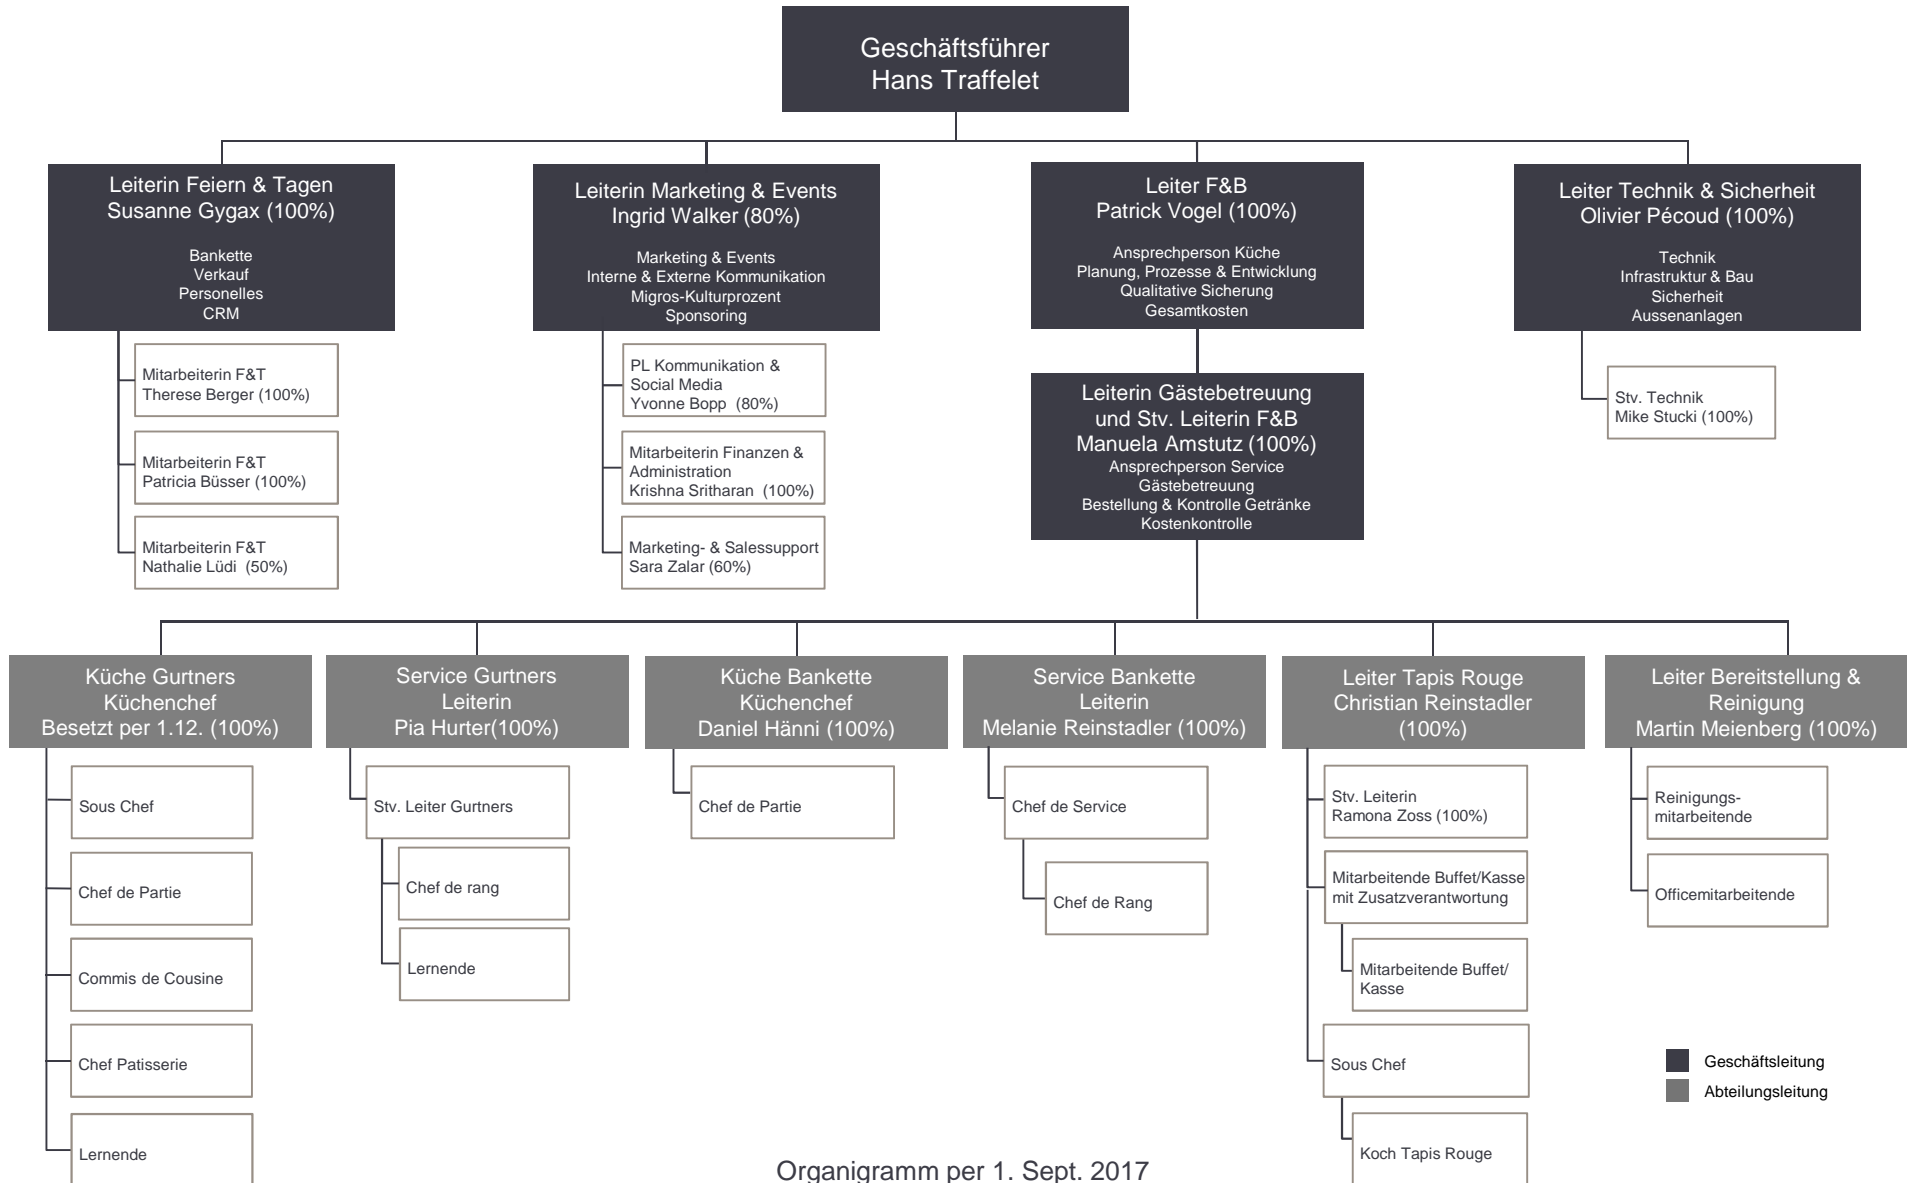 Geschäftsführer
Hans Traffelet
Leiterin Feiern & Tagen
Susanne Gygax (100%)
Bankette
Verkauf
Personelles
CRM
Mitarbeiterin F&T
Therese Berger (100%)
Mitarbeiterin F&T
Patricia Büsser (100%)
Mitarbeiterin F&T
Nathalie Lüdi (50%)
Leiterin Marketing & Events
Ingrid Walker (80%)
Marketing & Events
Interne & Externe Kommunikation
Migros-Kulturprozent
Sponsoring
PL Kommunikation &
Social Media
Yvonne Bopp (80%)
Mitarbeiterin Finanzen &
Administration
Krishna Sritharan (100%)
Marketing- & Salessupport
Sara Zalar (60%)
Leiter F&B
Patrick Vogel (100%)
Ansprechperson Küche
Planung, Prozesse & Entwicklung
Qualitative Sicherung
Gesamtkosten
Leiterin Gästebetreuung
und Stv. Leiterin F&B
Manuela Amstutz (100%)
Ansprechperson Service
Gästebetreuung
Bestellung & Kontrolle Getränke
Kostenkontrolle
Leiter Technik & Sicherheit
Olivier Pécoud (100%)
Technik
Infrastruktur & Bau
Sicherheit
Aussenanlagen
Stv. Technik
Mike Stucki (100%)
Küche Gurtners
Küchenchef
Besetzt per 1.12. (100%)
Sous Chef
Chef de Partie
Commis de Cousine
Chef Patisserie
Lernende
Service Gurtners
Leiterin
Pia Hurter(100%)
Stv. Leiter Gurtners
Chef de rang
Lernende
Küche Bankette
Küchenchef
Daniel Hänni (100%)
Chef de Partie
Service Bankette
Leiterin
Melanie Reinstadler (100%)
Chef de Service
Chef de Rang
Leiter Tapis Rouge
Christian Reinstadler
(100%)
Stv. Leiterin
Ramona Zoss (100%)
Mitarbeitende Buffet/Kasse
mit Zusatzverantwortung
Mitarbeitende Buffet/
Kasse
Sous Chef
Koch Tapis Rouge
Leiter Bereitstellung &
Reinigung
Martin Meienberg (100%)
Reinigungs-
mitarbeitende
Officemitarbeitende
Geschäftsleitung
Abteilungsleitung
Organigramm per 1. Sept. 2017